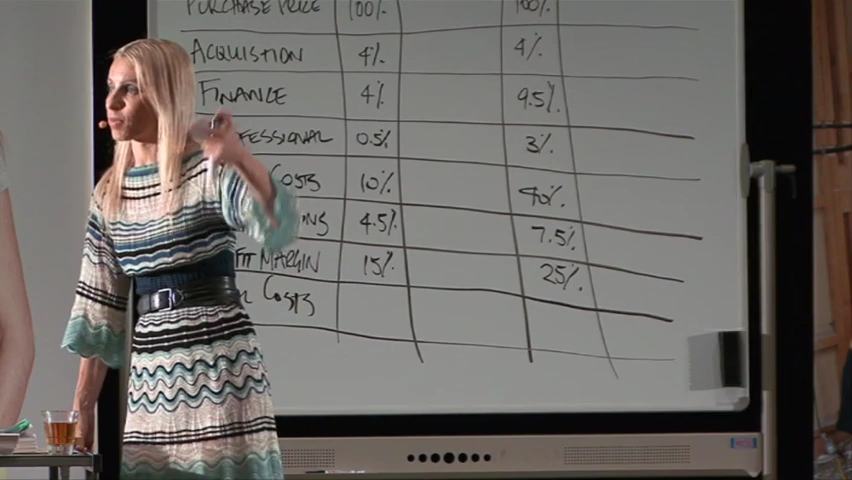 PURCHASE PRICE 100% 100%
ACQUISTION 4% 4%
FINANCE 4% 9.5%
FESSIONAL 0.5% 3%
COSTS 10% 40%
4.5% 7.5%
FIT MARGIN 15% 25%
COSTS